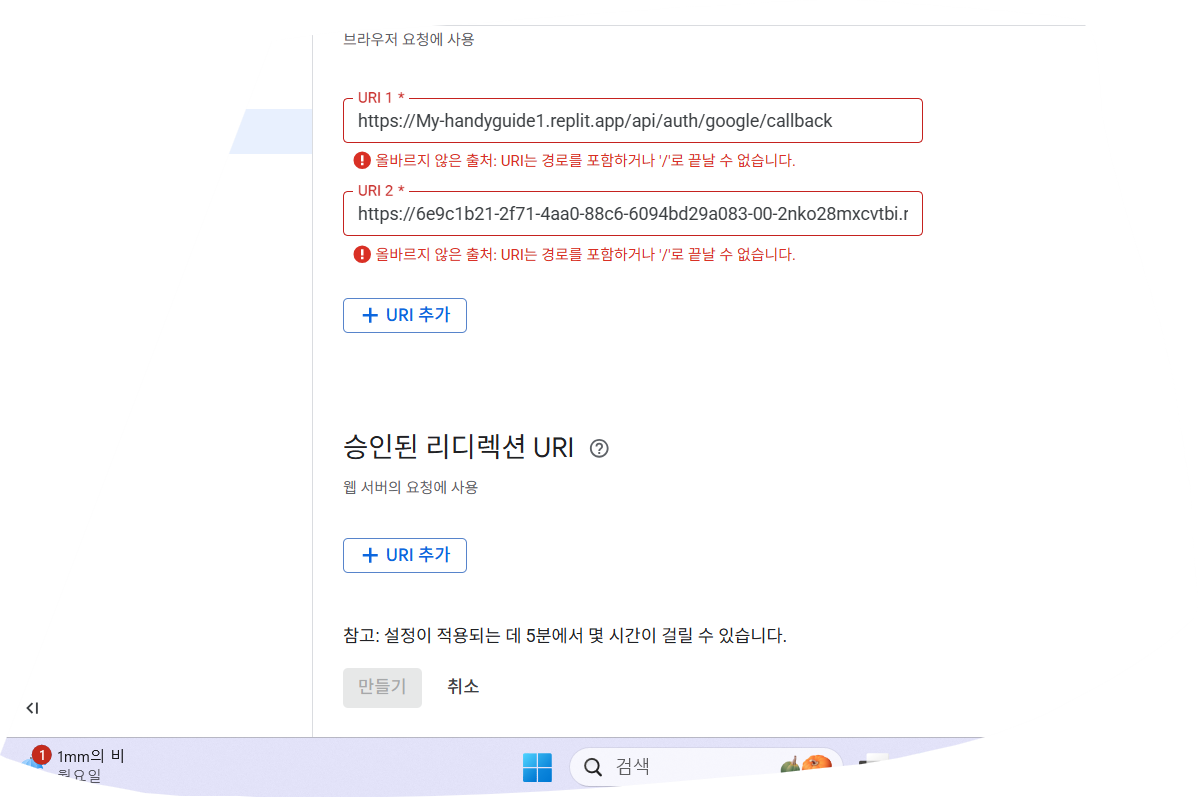 브라우저 요청에 사용
URI 1 *
https://My-handyguide1.replit.app/api/auth/google/callback
올바르지 않은 출처: URI는 경로를 포함하거나 '/'로 끝날 수 없습니다.
URI 2 *
https://6e9c1b21-2f71-4aa0-88c6-6094bd29a083-00-2nko28mxcvtbi.r
올바르지 않은 출처: URI는 경로를 포함하거나 '/'로 끝날 수 없습니다.
+ URI 추가
승인된 리디렉션 URI
웹 서버의 요청에 사용
+ URI 추가
참고: 설정이 적용되는 데 5분에서 몇 시간이 걸릴 수 있습니다.
만들기 취소
1 1mm의 비
월요일
검색